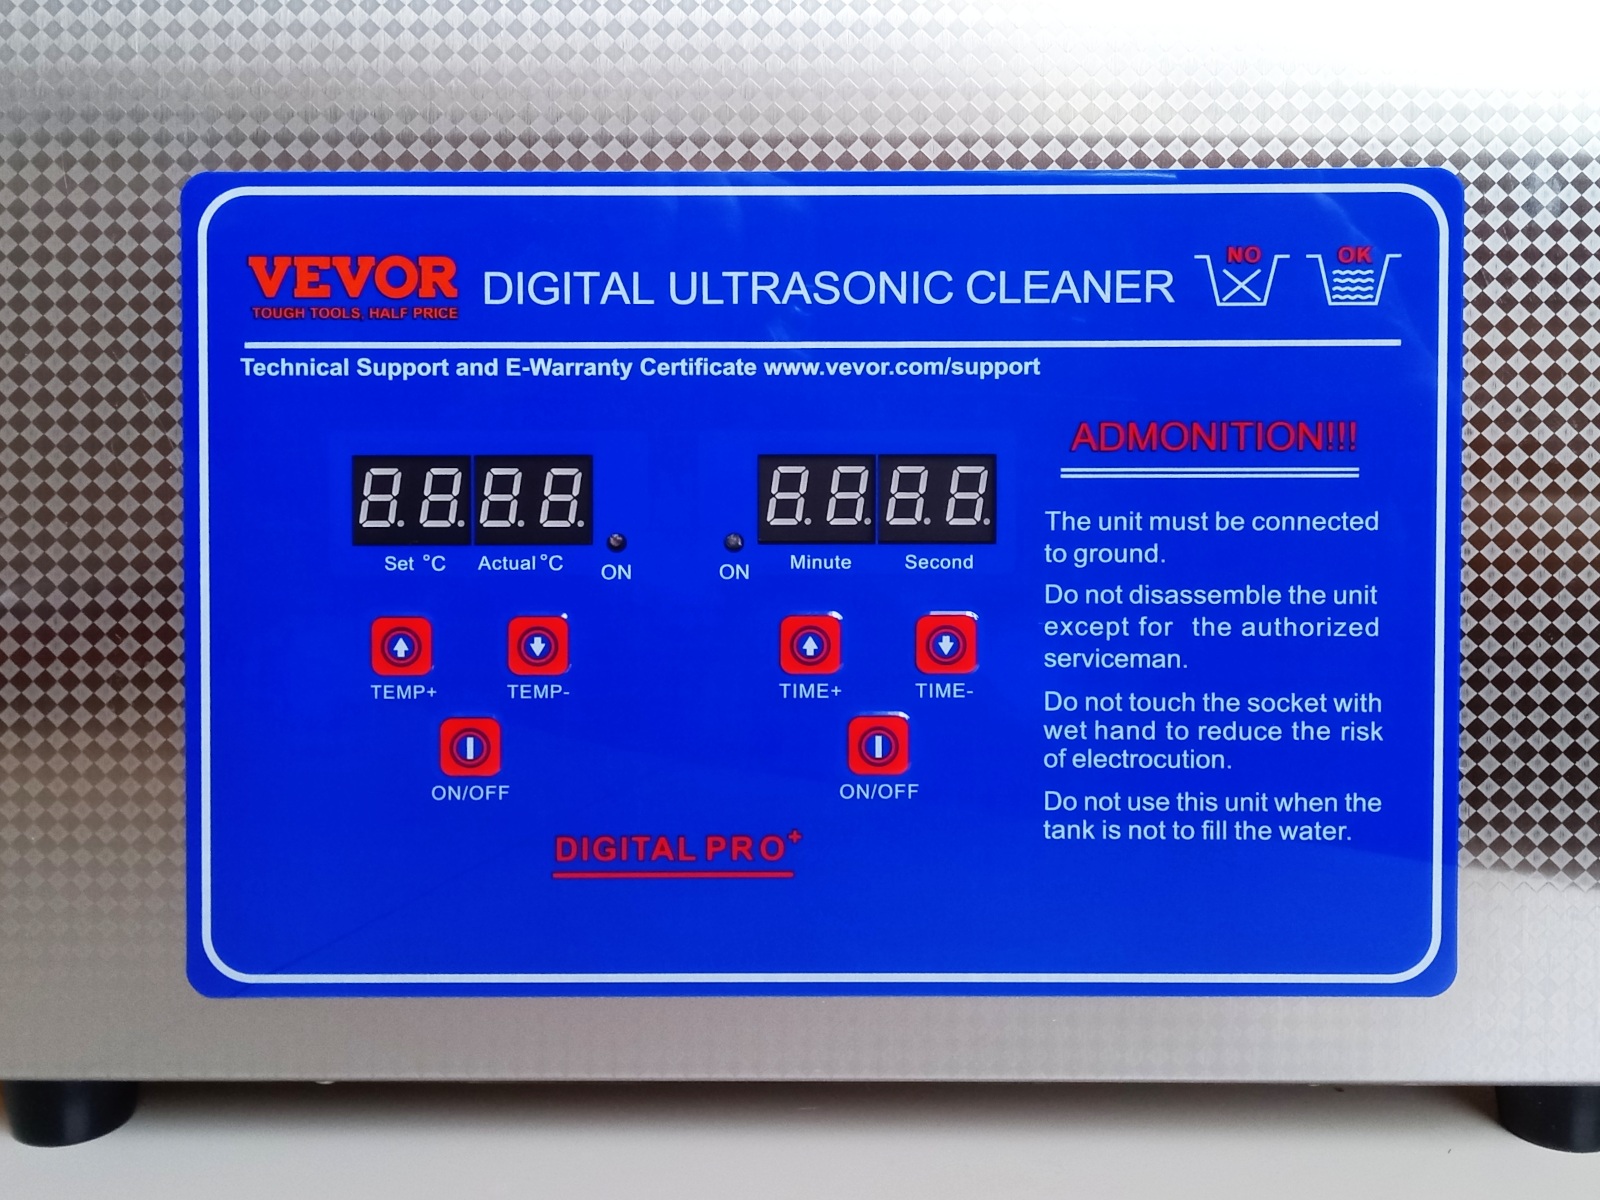 VEVOR
TOUGH TOOLS, HALF PRICE
DIGITAL ULTRASONIC CLEANER
NO
OK
Technical Support and E-Warranty Certificate www.vevor.com/support
ADMONITION!!!
88.88.
88.88.
Set °C
Actual °C
ON
ON
Minute
Second
TEMP+
TEMP-
TIME+
TIME-
ON/OFF
ON/OFF
DIGITAL PRO+
The unit must be connected
to ground.
Do not disassemble the unit
except for the authorized
serviceman.
Do not touch the socket with
wet hand to reduce the risk
of electrocution.
Do not use this unit when the
tank is not to fill the water.